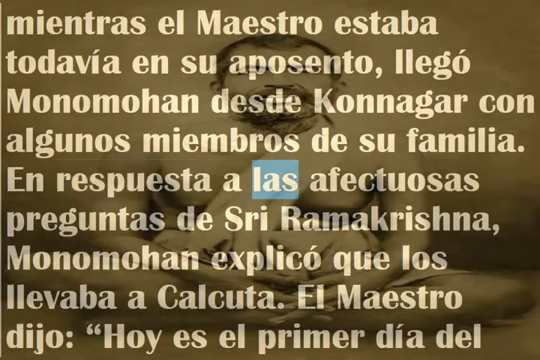 mientras el Maestro estaba
todavía en su aposento, llegó
Monomohan desde Konnagar con
algunos miembros de su familia.
En respuesta a las afectuosas
preguntas de Sri Ramakrishna,
Monomohan explicó que los
llevaba a Calcuta. El Maestro
dijo: “Hoy es el primer día del